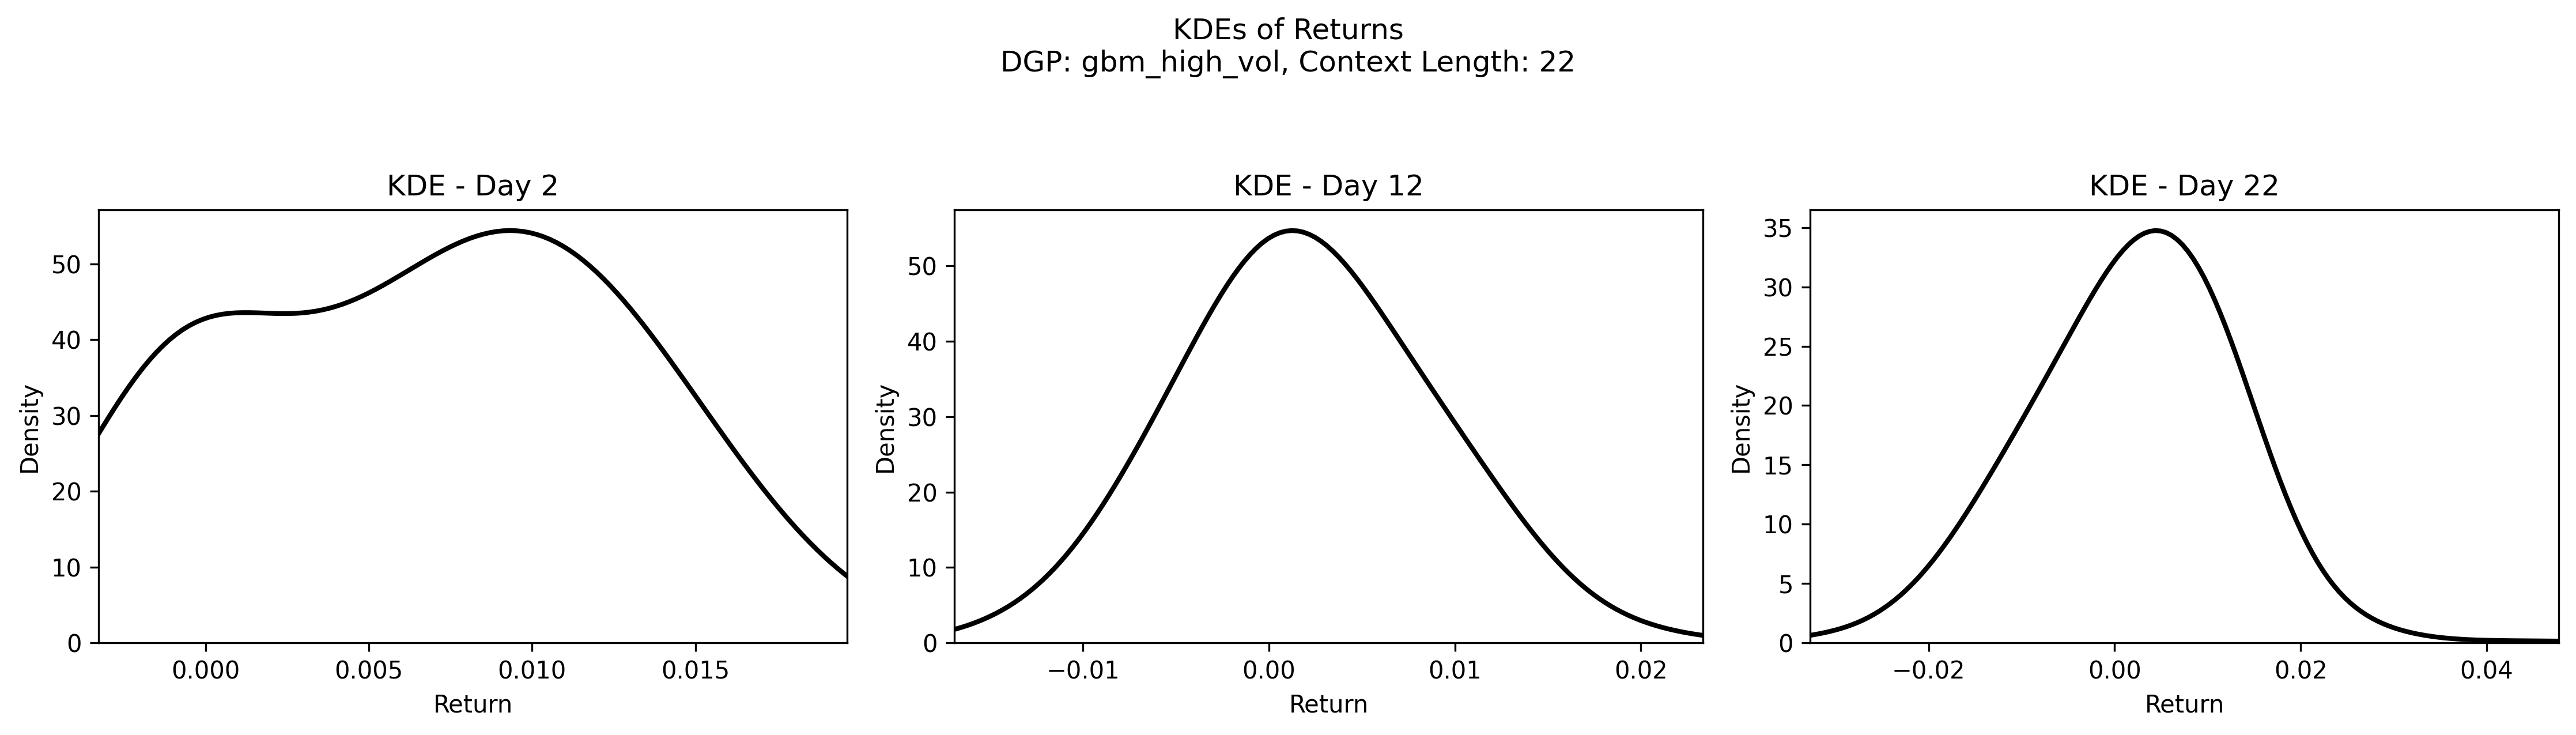 KDEs of Returns
DGP: gbm_high_vol, Context Length: 22
KDE - Day 2
Density
50
40
30
20
10
0
0.000 0.005 0.010 0.015
Return
KDE - Day 12
Density
50
40
30
20
10
0
−0.01 0.00 0.01 0.02
Return
KDE - Day 22
Density
35
30
25
20
15
10
5
0
−0.02 0.00 0.02 0.04
Return